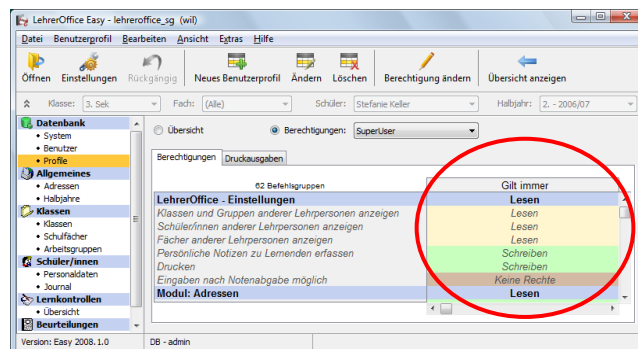 LehrerOffice Easy - lehreroffice_sg (wil)
Datei Benutzerprofil Bearbeiten Ansicht Extras Hilfe
Öffnen Einstellungen Rückgängig Neues Benutzerprofil Ändern Löschen Berechtigung ändern Übersicht anzeigen
Klasse: 3. Sek Fach: (Alle) Schüler: Stefanie Keller Halbjahr: 2. - 2006/07
Datenbank
• System
• Benutzer
• Profile
Allgemeines
• Adressen
• Halbjahre
Klassen
• Klassen
• Schulfächer
• Arbeitsgruppen
Schüler/innen
• Personaldaten
• Journal
Lernkontrollen
• Übersicht
Beurteilungen
Übersicht Berechtigungen: SuperUser
Berechtigungen Druckausgaben
62 Befehlsgruppen Gilt immer
LehrerOffice - Einstellungen Lesen
Klassen und Gruppen anderer Lehrpersonen anzeigen Lesen
Schüler/innen anderer Lehrpersonen anzeigen Lesen
Fächer anderer Lehrpersonen anzeigen Lesen
Persönliche Notizen zu Lernenden erfassen Schreiben
Drucken Schreiben
Eingaben nach Notenabgabe möglich Keine Rechte
Modul: Adressen Lesen
Version: Easy 2008.1.0 DB - admin